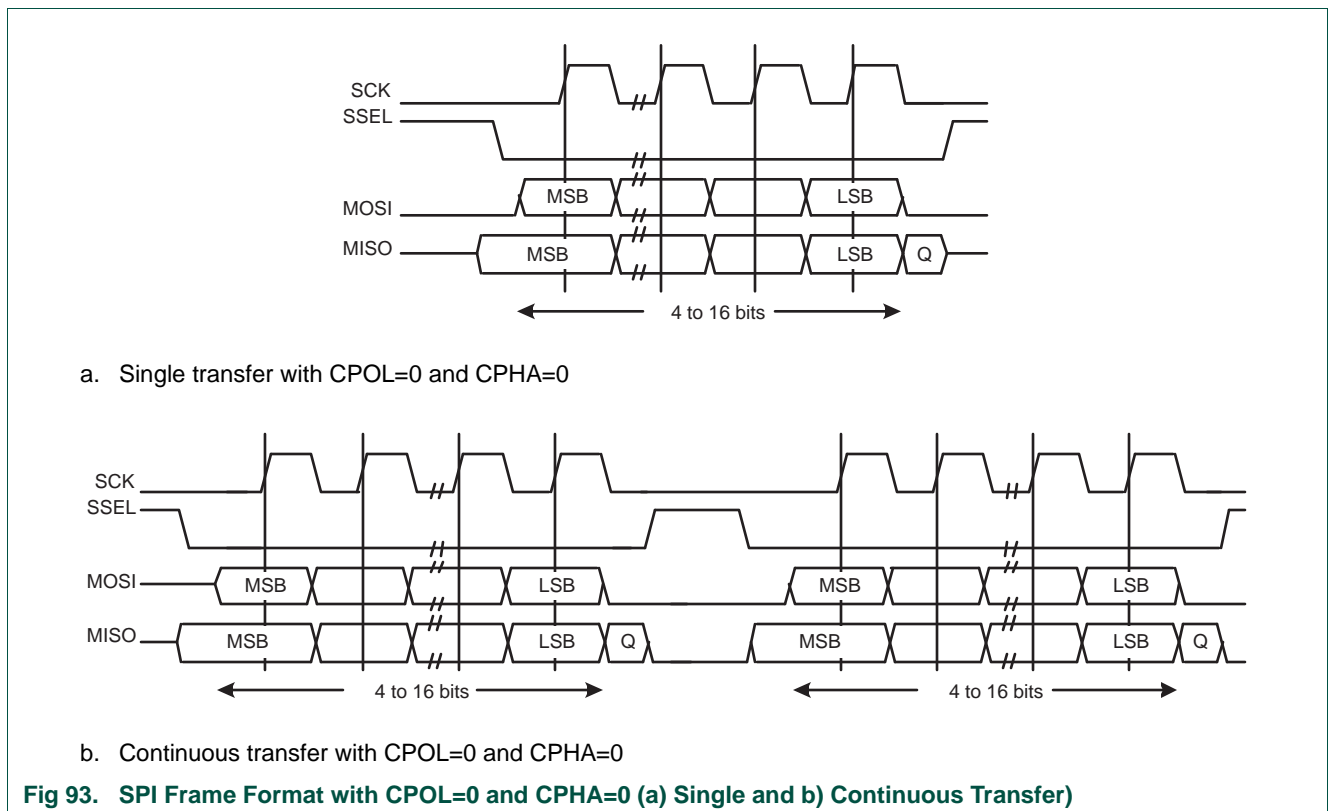 SCK
SSEL
MOSI
MSB
LSB
MISO
MSB
LSB
Q
4 to 16 bits
a. Single transfer with CPOL=0 and CPHA=0
SCK
SSEL
MOSI
MSB
LSB
MSB
LSB
MISO
MSB
LSB
Q
MSB
LSB
Q
4 to 16 bits
4 to 16 bits
b. Continuous transfer with CPOL=0 and CPHA=0
Fig 93. SPI Frame Format with CPOL=0 and CPHA=0 (a) Single and b) Continuous Transfer)